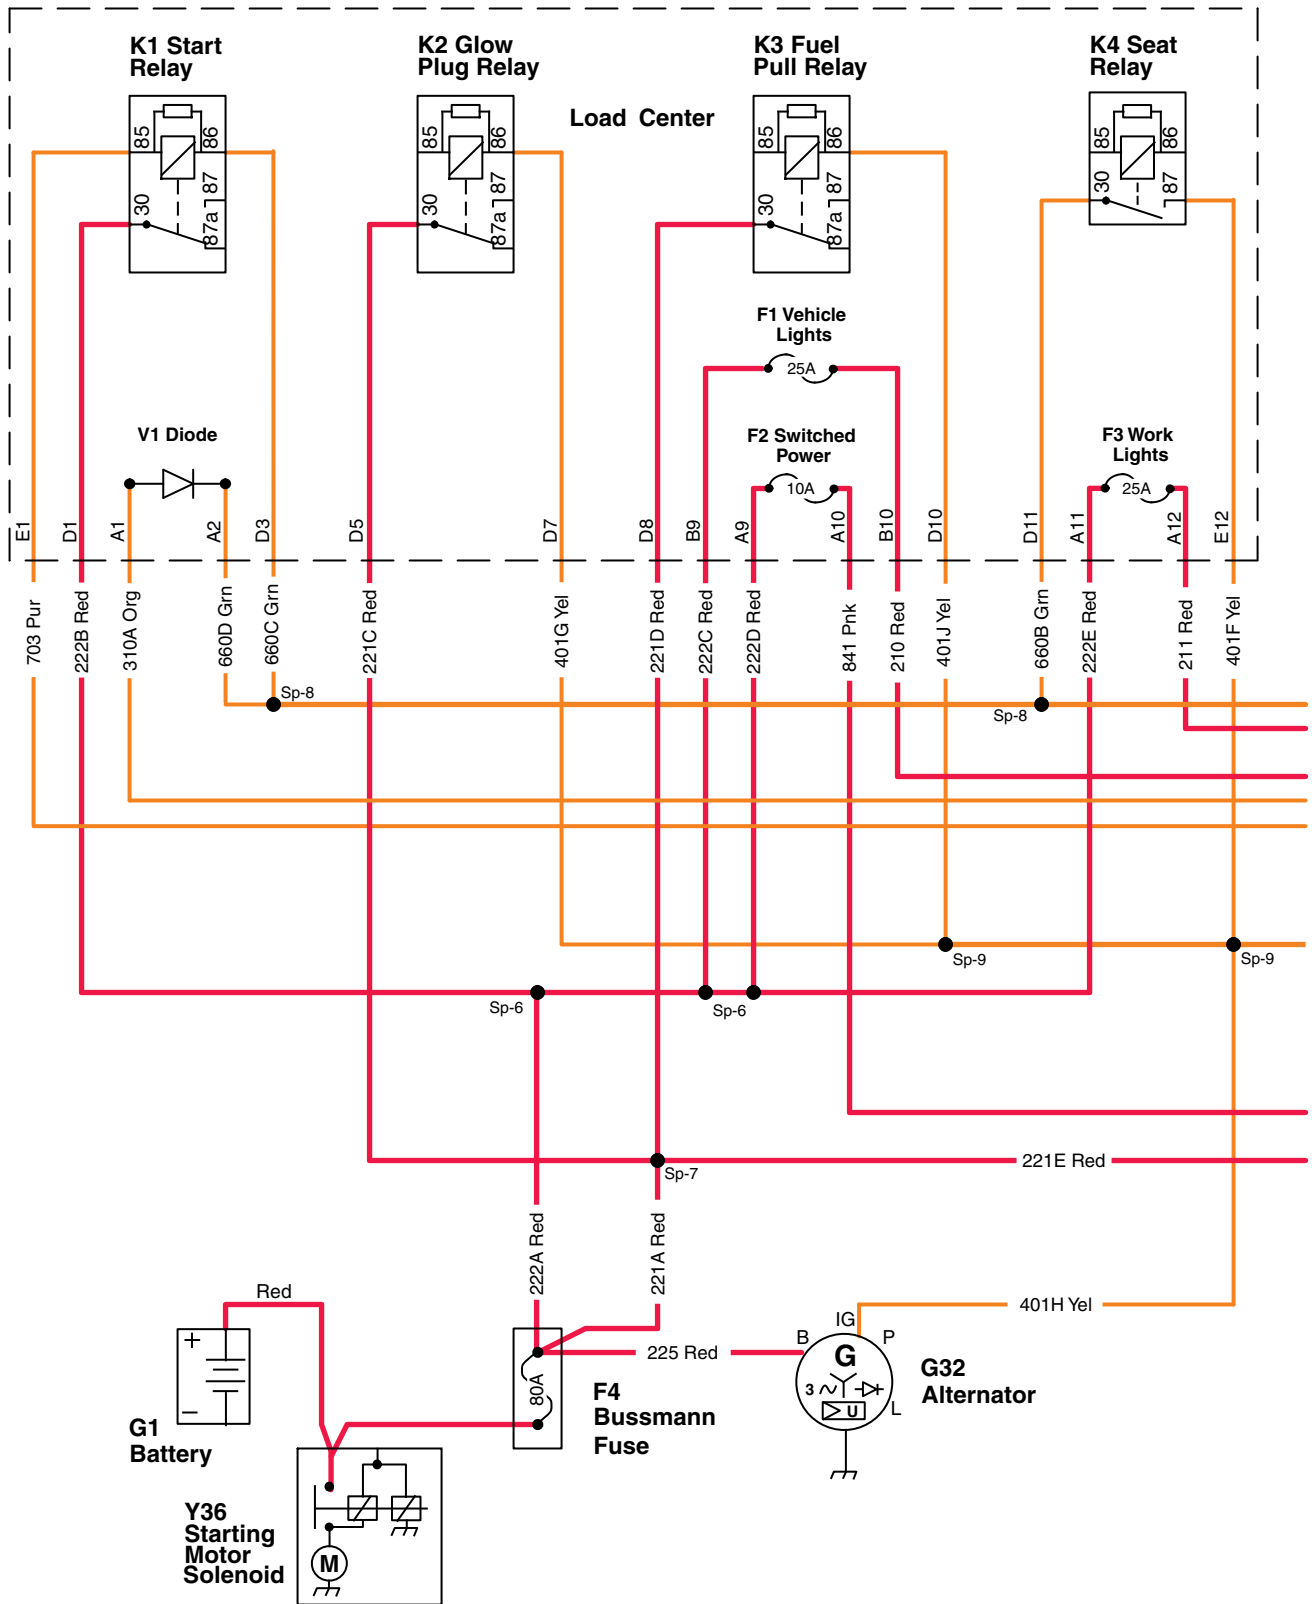 K1 Start
Relay
K2 Glow
Plug Relay
K3 Fuel
Pull Relay
K4 Seat
Relay
Load Center
85
86
30
87
87a
85
86
30
87
87a
85
86
30
87
87a
85
86
30
87
F1 Vehicle
Lights
25A
V1 Diode
F2 Switched
Power
10A
F3 Work
Lights
25A
E1
D1
A1
A2
D3
D5
D7
D8
B9
A9
A10
B10
D10
D11
A11
A12
E12
703 Pur
222B Red
310A Org
660D Grn
660C Grn
221C Red
401G Yel
221D Red
222C Red
222D Red
841 Pnk
210 Red
401J Yel
660B Grn
222E Red
211 Red
401F Yel
Sp-8
Sp-8
Sp-9
Sp-9
Sp-6
Sp-6
221E Red
Sp-7
222A Red
221A Red
Red
401H Yel
+
−
G1
Battery
80A
225 Red
F4
Bussmann
Fuse
IG
B
P
L
G
3
U
G32
Alternator
Y36
Starting
Motor
Solenoid
M